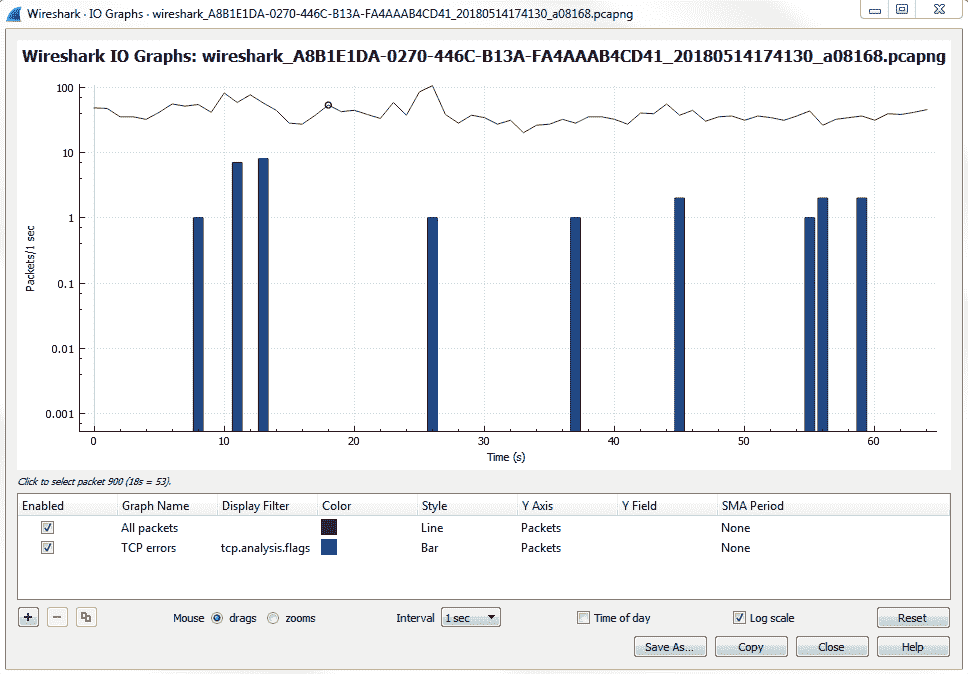 Wireshark · IO Graphs · wireshark_A8B1E1DA-0270-446C-B13A-FA4AAAB4CD41_20180514174130_a08168.pcapng
Wireshark IO Graphs: wireshark_A8B1E1DA-0270-446C-B13A-FA4AAAB4CD41_20180514174130_a08168.pcapng
100
10
1
0.1
0.01
0.001
Packets/1 sec
0 10 20 30 40 50 60
Time (s)
Click to select packet 900 (18s = 53).
Enabled Graph Name Display Filter Color Style Y Axis Y Field SMA Period
All packets Line Packets None
TCP errors tcp.analysis.flags Bar Packets None
Mouse drags zooms Interval 1 sec Time of day Log scale Reset
Save As... Copy Close Help